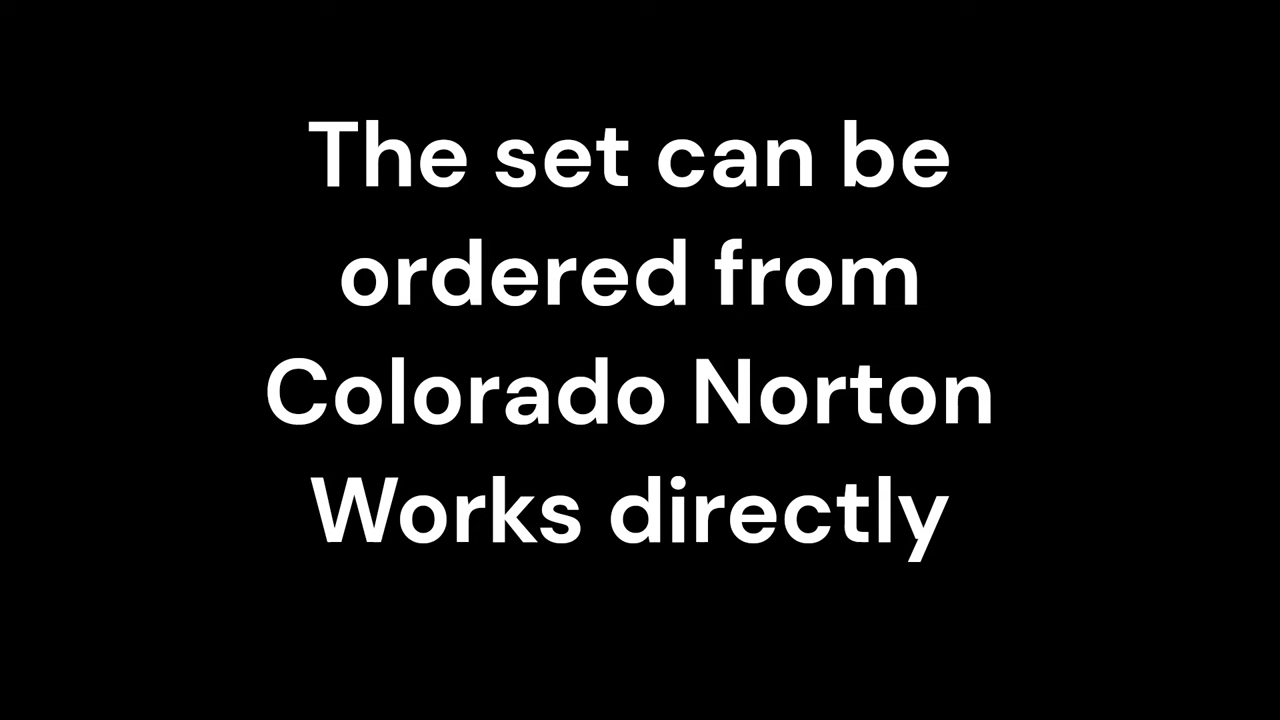 The set can be
ordered from
Colorado Norton
Works directly